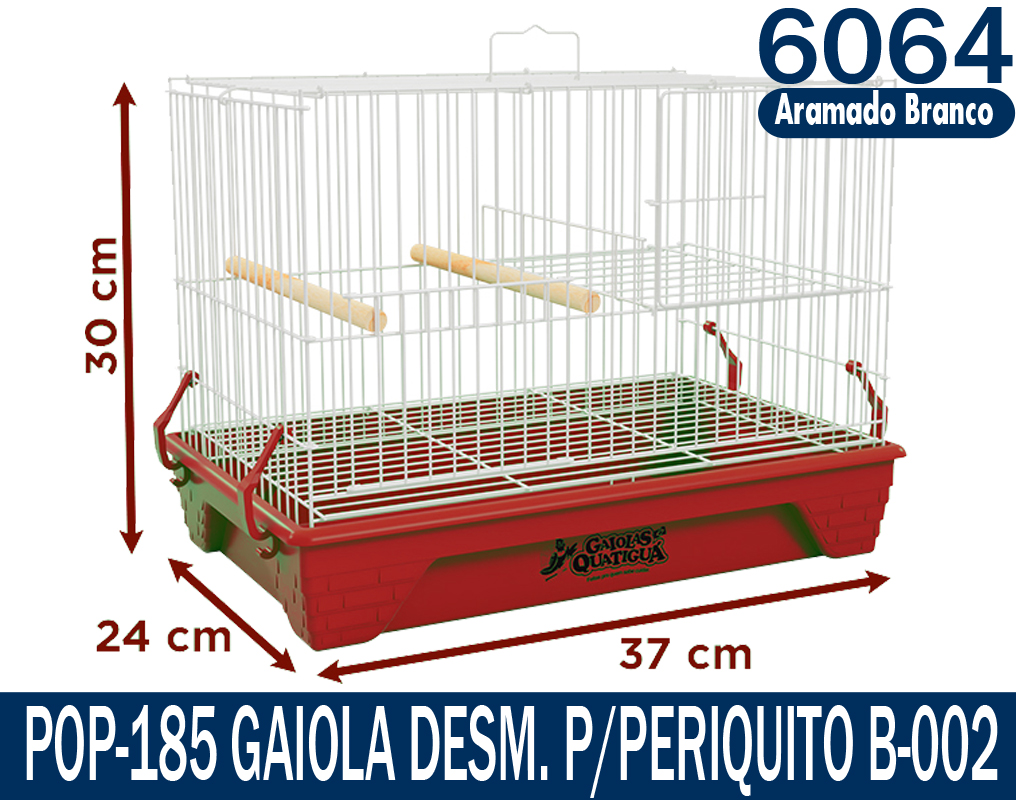 6064
Aramado Branco
30 cm
GAIOLAS
QUATIGUÁ
24 cm
37 cm
POP-185 GAIOLA DESM. P/PERIQUITO B-002